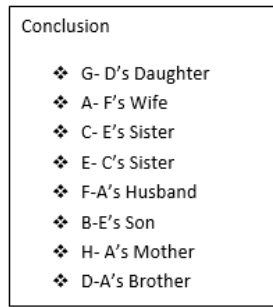 Conclusion
❖ G- D's Daughter
❖ A- F's Wife
❖ C- E's Sister
❖ E- C's Sister
❖ F-A's Husband
❖ B-E's Son
❖ H- A's Mother
❖ D-A's Brother